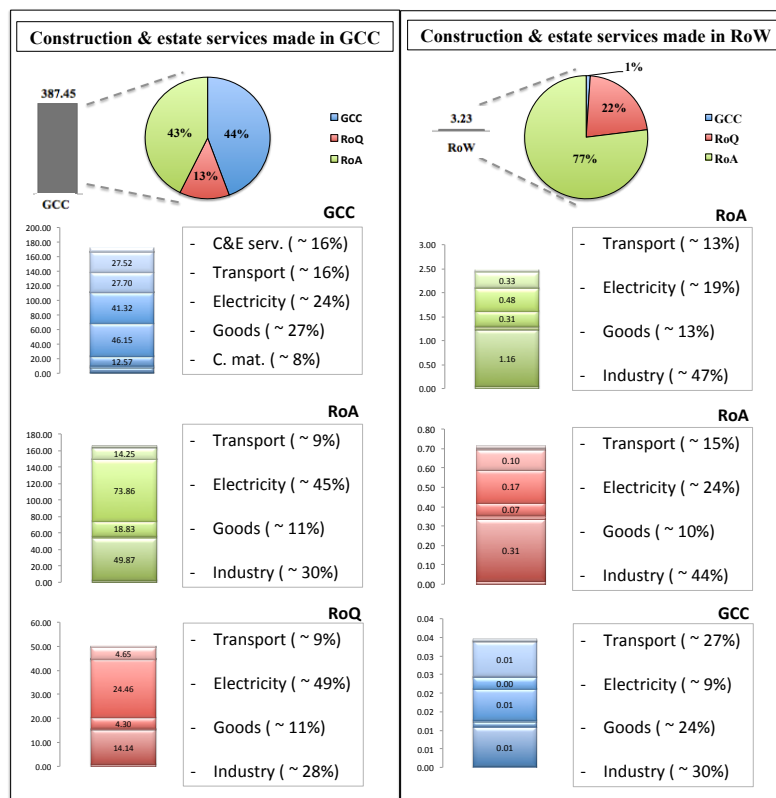 Construction & estate services made in GCC
387.45
GCC
43%
44%
13%
GCC
RoQ
RoA
GCC
200.00
180.00
160.00
140.00
120.00
100.00
80.00
60.00
40.00
20.00
0.00
27.52
27.70
41.32
46.15
12.57
- C&E serv. ( ~ 16%)
- Transport ( ~ 16%)
- Electricity ( ~ 24%)
- Goods ( ~ 27%)
- C. mat. ( ~ 8%)
RoA
180.00
160.00
140.00
120.00
100.00
80.00
60.00
40.00
20.00
0.00
14.25
73.86
18.83
49.87
- Transport ( ~ 9%)
- Electricity ( ~ 45%)
- Goods ( ~ 11%)
- Industry ( ~ 30%)
RoQ
60.00
50.00
40.00
30.00
20.00
10.00
0.00
4.65
24.46
4.30
14.14
- Transport ( ~ 9%)
- Electricity ( ~ 49%)
- Goods ( ~ 11%)
- Industry ( ~ 28%)
Construction & estate services made in RoW
3.23
RoW
1%
22%
77%
GCC
RoQ
RoA
RoA
3.00
2.50
2.00
1.50
1.00
0.50
0.00
0.33
0.48
0.31
1.16
- Transport ( ~ 13%)
- Electricity ( ~ 19%)
- Goods ( ~ 13%)
- Industry ( ~ 47%)
RoA
0.80
0.70
0.60
0.50
0.40
0.30
0.20
0.10
0.00
0.10
0.17
0.07
0.31
- Transport ( ~ 15%)
- Electricity ( ~ 24%)
- Goods ( ~ 10%)
- Industry ( ~ 44%)
GCC
0.04
0.04
0.03
0.03
0.02
0.02
0.01
0.01
0.00
0.01
0.00
0.01
0.01
- Transport ( ~ 27%)
- Electricity ( ~ 9%)
- Goods ( ~ 24%)
- Industry ( ~ 30%)